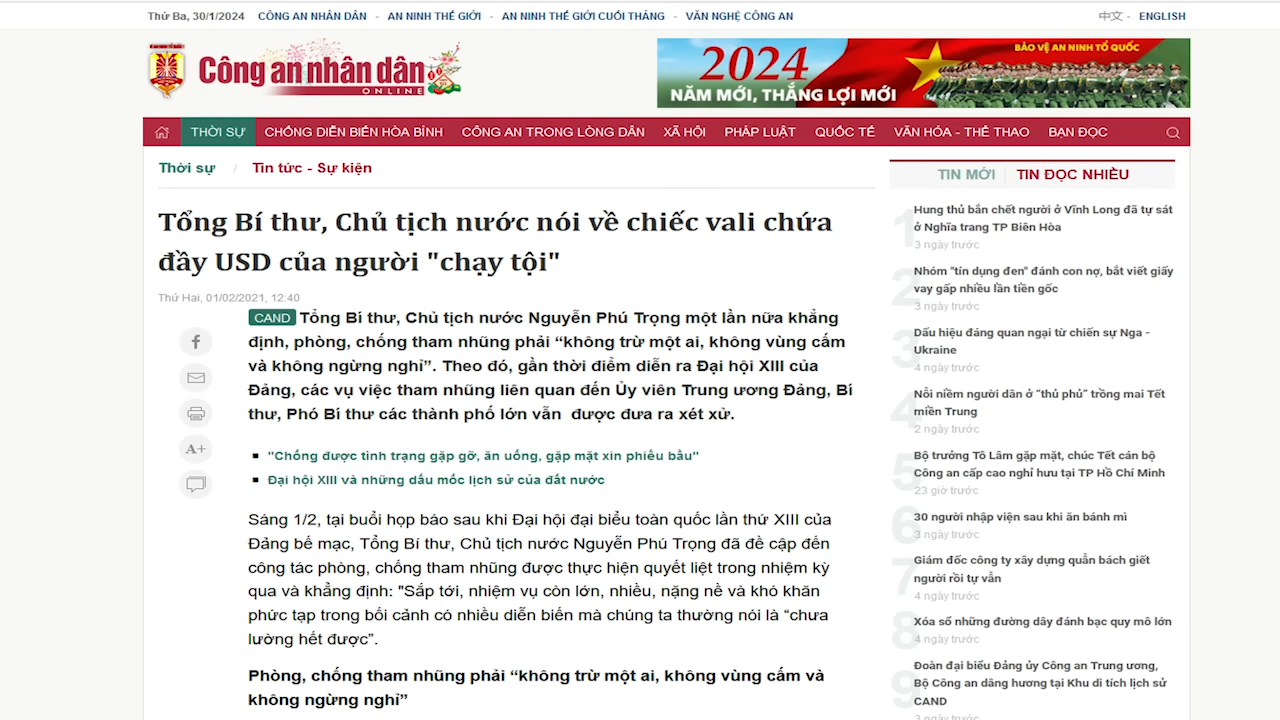 Thứ Ba, 30/1/2024 CÔNG AN NHÂN DÂN - AN NINH THẾ GIỚI - AN NINH THẾ GIỚI CUỐI THÁNG - VĂN NGHỆ CÔNG AN 中文 - ENGLISH
Công an nhân dân
ONLINE
BẢO VỆ AN NINH TỔ QUỐC
2024
NĂM MỚI, THẮNG LỢI MỚI
THỜI SỰ CHỐNG DIỄN BIẾN HÒA BÌNH CÔNG AN TRONG LÒNG DÂN XÃ HỘI PHÁP LUẬT QUỐC TẾ VĂN HÓA - THỂ THAO BẠN ĐỌC
Thời sự / Tin tức - Sự kiện
Tổng Bí thư, Chủ tịch nước nói về chiếc vali chứa
đầy USD của người "chạy tội"
Thứ Hai, 01/02/2021, 12:40
CAND Tổng Bí thư, Chủ tịch nước Nguyễn Phú Trọng một lần nữa khẳng
định, phòng, chống tham nhũng phải “không trừ một ai, không vùng cấm
và không ngừng nghỉ”. Theo đó, gần thời điểm diễn ra Đại hội XIII của
Đảng, các vụ việc tham nhũng liên quan đến Ủy viên Trung ương Đảng, Bí
thư, Phó Bí thư các thành phố lớn vẫn được đưa ra xét xử.
"Chống được tình trạng gặp gỡ, ăn uống, gặp mặt xin phiếu bầu"
Đại hội XIII và những dấu mốc lịch sử của đất nước
Sáng 1/2, tại buổi họp báo sau khi Đại hội đại biểu toàn quốc lần thứ XIII của
Đảng bế mạc, Tổng Bí thư, Chủ tịch nước Nguyễn Phú Trọng đã đề cập đến
công tác phòng, chống tham nhũng được thực hiện quyết liệt trong nhiệm kỳ
qua và khẳng định: "Sắp tới, nhiệm vụ còn lớn, nhiều, nặng nề và khó khăn
phức tạp trong bối cảnh có nhiều diễn biến mà chúng ta thường nói là “chưa
lường hết được”.
Phòng, chống tham nhũng phải “không trừ một ai, không vùng cấm và
không ngừng nghỉ”
TIN MỚI TIN ĐỌC NHIỀU
1
Hung thủ bắn chết người ở Vĩnh Long đã tự sát
ở Nghĩa trang TP Biên Hòa
3 ngày trước
2
Nhóm "tín dụng đen" đánh con nợ, bắt viết giấy
vay gấp nhiều lần tiền gốc
3 ngày trước
3
Dấu hiệu đáng quan ngại từ chiến sự Nga -
Ukraine
4 ngày trước
4
Nỗi niềm người dân ở “thủ phủ” trồng mai Tết
miền Trung
2 ngày trước
5
Bộ trưởng Tô Lâm gặp mặt, chúc Tết cán bộ
Công an cấp cao nghỉ hưu tại TP Hồ Chí Minh
23 giờ trước
6
30 người nhập viện sau khi ăn bánh mì
3 ngày trước
7
Giám đốc công ty xây dựng quẫn bách giết
người rồi tự vẫn
4 ngày trước
8
Xóa sổ những đường dây đánh bạc quy mô lớn
4 ngày trước
9
Đoàn đại biểu Đảng ủy Công an Trung ương,
Bộ Công an dâng hương tại Khu di tích lịch sử
CAND
3 ngày trước